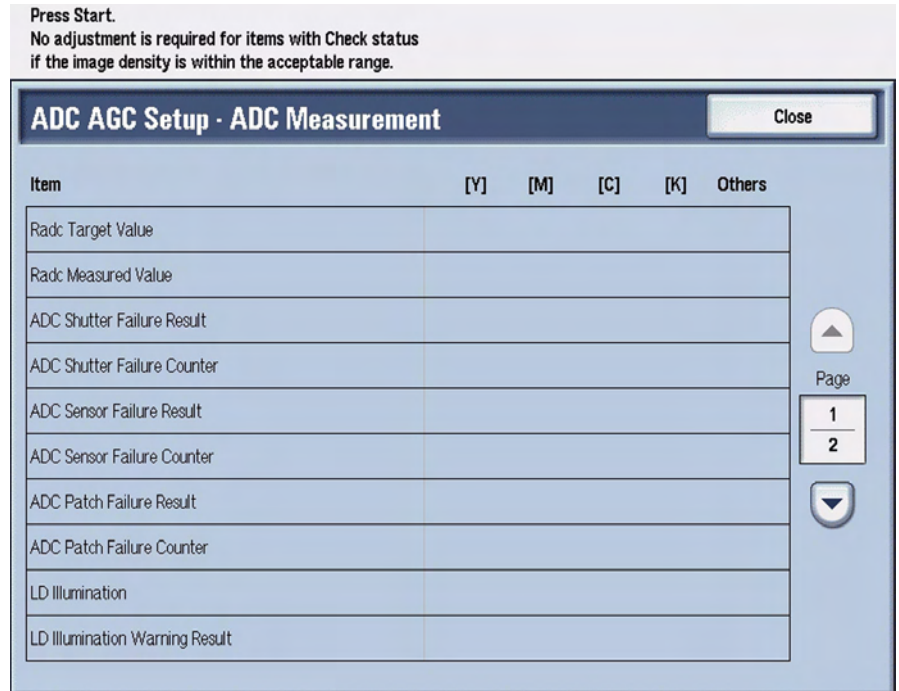 Press Start.
No adjustment is required for items with Check status
if the image density is within the acceptable range.
ADC AGC Setup - ADC Measurement
Close
Item [Y] [M] [C] [K] Others
Radc Target Value
Radc Measured Value
ADC Shutter Failure Result
ADC Shutter Failure Counter
ADC Sensor Failure Result
ADC Sensor Failure Counter
ADC Patch Failure Result
ADC Patch Failure Counter
LD Illumination
LD Illumination Warning Result
Page
1
2